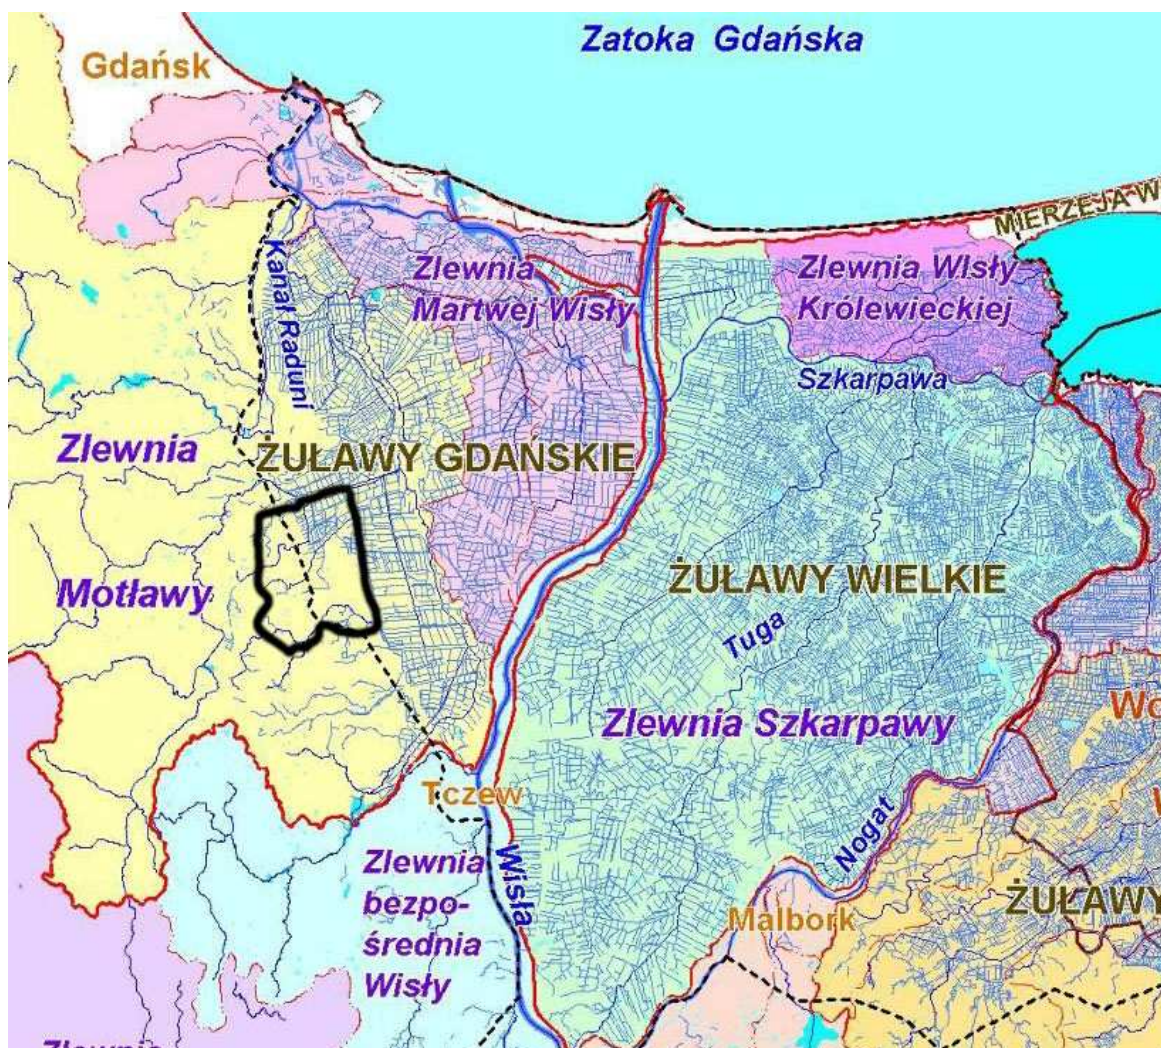 Zatoka Gdańska
Gdańsk
MIERZEJA W
Kanał Raduni
Zlewnia
Martwej Wisły
Zlewnia WIsły
Królewieckiej
Szkarpawa
Zlewnia
ŻUŁAWY GDAŃSKIE
Motławy
ŻUŁAWY WIELKIE
Tuga
Zlewnia Szkarpawy
Wo
Tczew
W
Nogat
Zlewnia
bezpo-
średnia
Wisły
Wisła
Malbork
ŻUŁAWY
Zlewnia